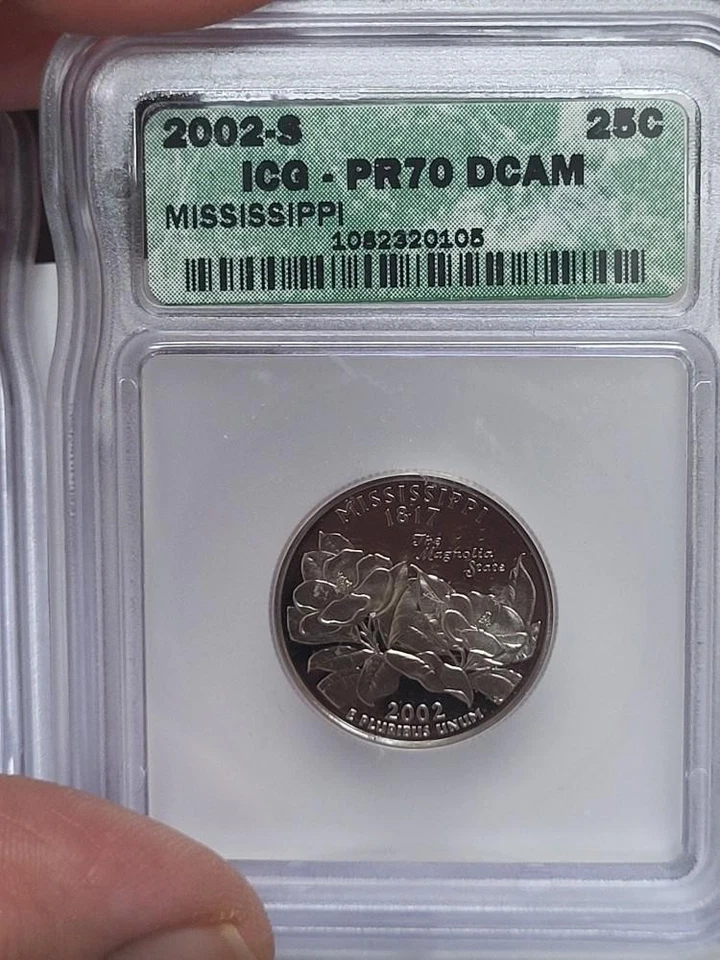 2002-S 25C
ICG - PR70 DCAM
MISSISSIPPI
1082320105
MISSISSIPPI
1817
The
Magnolia
State
2002
E PLURIBUS UNUM